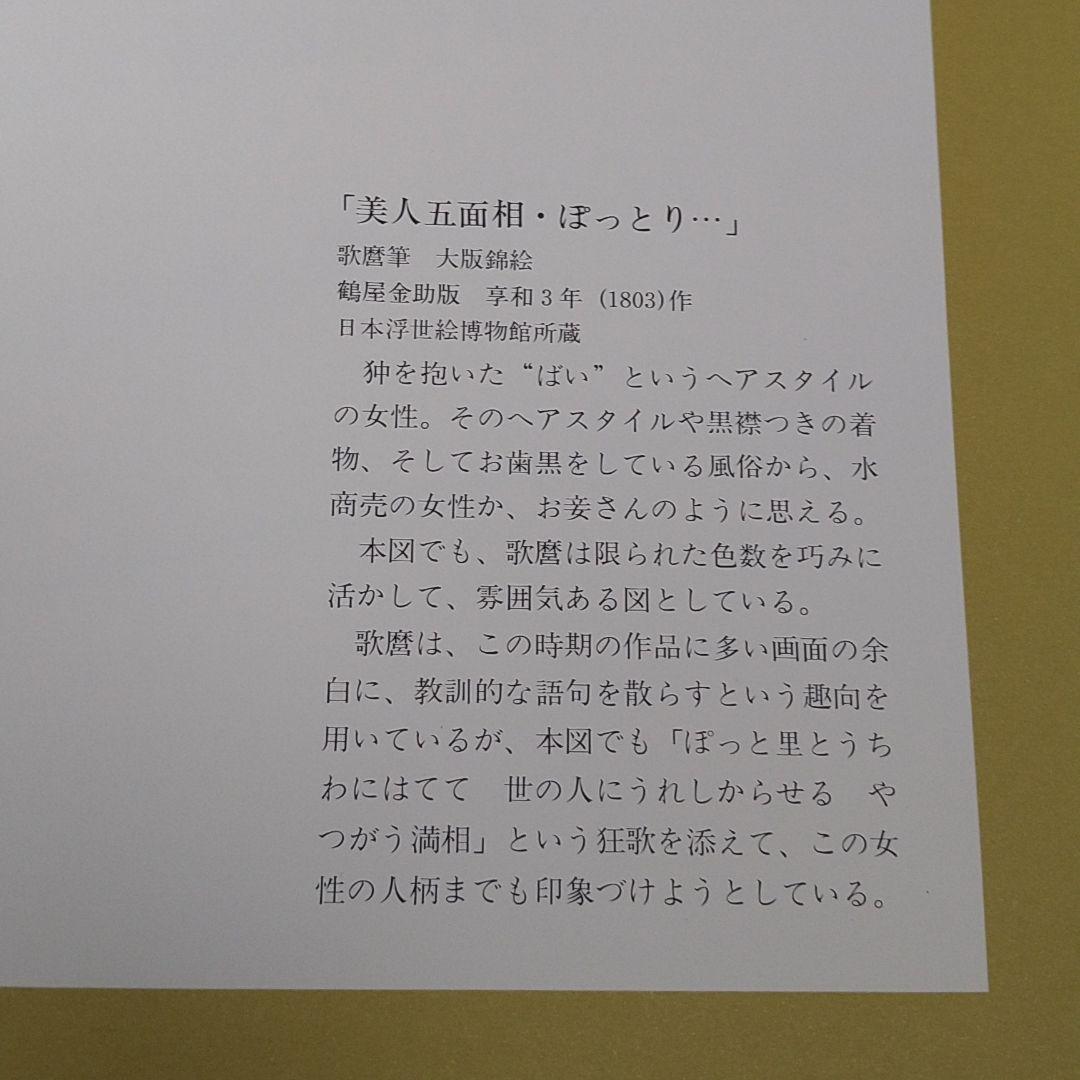 「美人五面相・ぽっとり…」
歌麿筆　大版錦絵
鶴屋金助版　享和3年（1803）作
日本浮世絵博物館所蔵
　狆を抱いた“ばい”というヘアスタイル
の女性。そのヘアスタイルや黒襟つきの着
物、そしてお歯黒をしている風俗から、水
商売の女性か、お妾さんのように思える。
　本図でも、歌麿は限られた色数を巧みに
活かして、雰囲気ある図としている。
　歌麿は、この時期の作品に多い画面の余
白に、教訓的な語句を散らすという趣向を
用いているが、本図でも「ぽっと里とうち
わにはてて　世の人にうれしからせる　や
つがう満相」という狂歌を添えて、この女
性の人柄までも印象づけようとしている。